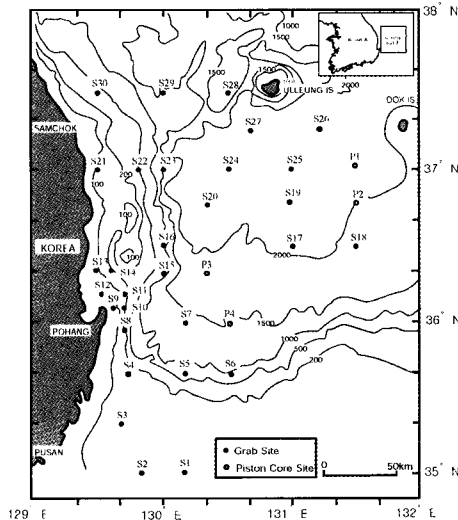 38° N
1000
1500
1500
1500
2000
S30
S29
S28
ULLEUNG IS
DOK IS
S27
S26
SAMCHOK
S21
S22
S23
S24
S25
P1
37°
100
200
100
S20
S19
P2
KOREA
S16
S17
S18
100
2000
S13
S14
S15
P3
S12
S11
S9
S10
POHANG
S8
S7
P4
1500
36°
1000
500
200
S4
S5
S6
S3
PUSAN
Grab Site
Piston Core Site
0 50km
S2
S1
35° N
129 E
130 E
131 E
132 E